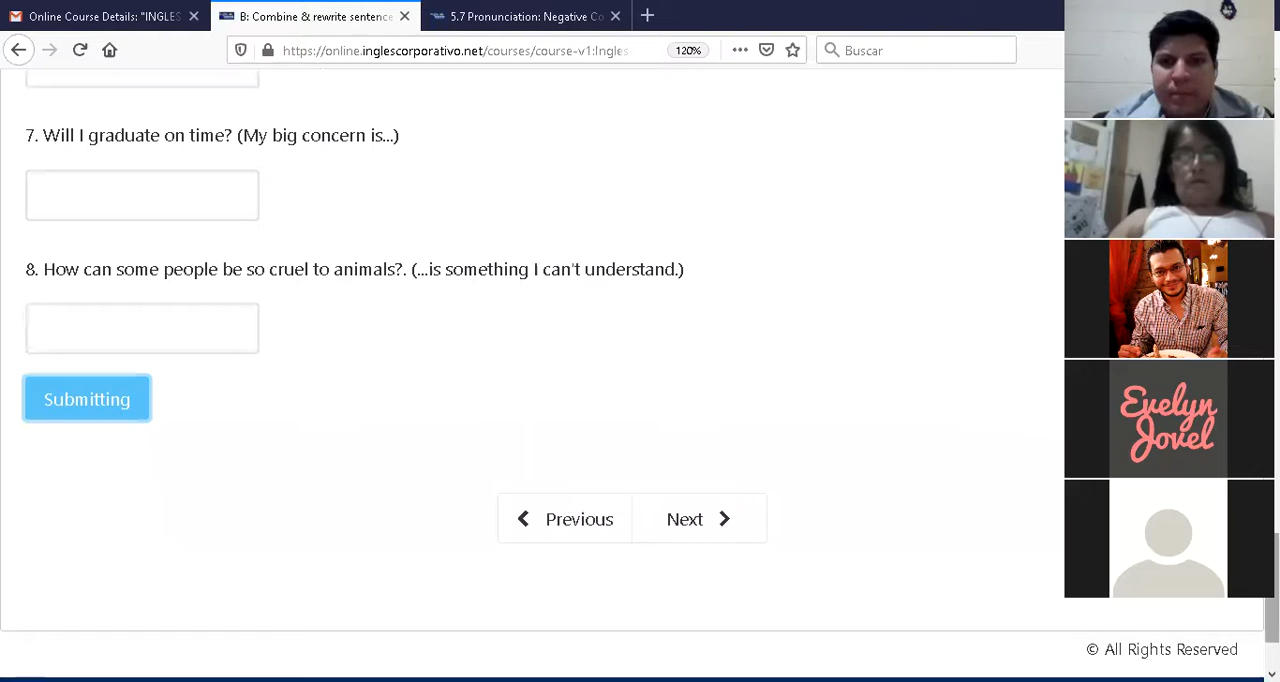 Online Course Details: "INGLES
B: Combine & rewrite sentence
5.7 Pronunciation: Negative Co
https://online.inglescorporativo.net/courses/course-v1:Ingles
120%
Buscar
7. Will I graduate on time? (My big concern is...)
8. How can some people be so cruel to animals?. (...is something I can't understand.)
Submitting
Previous
Next
© All Rights Reserved
Evelyn
Jovel